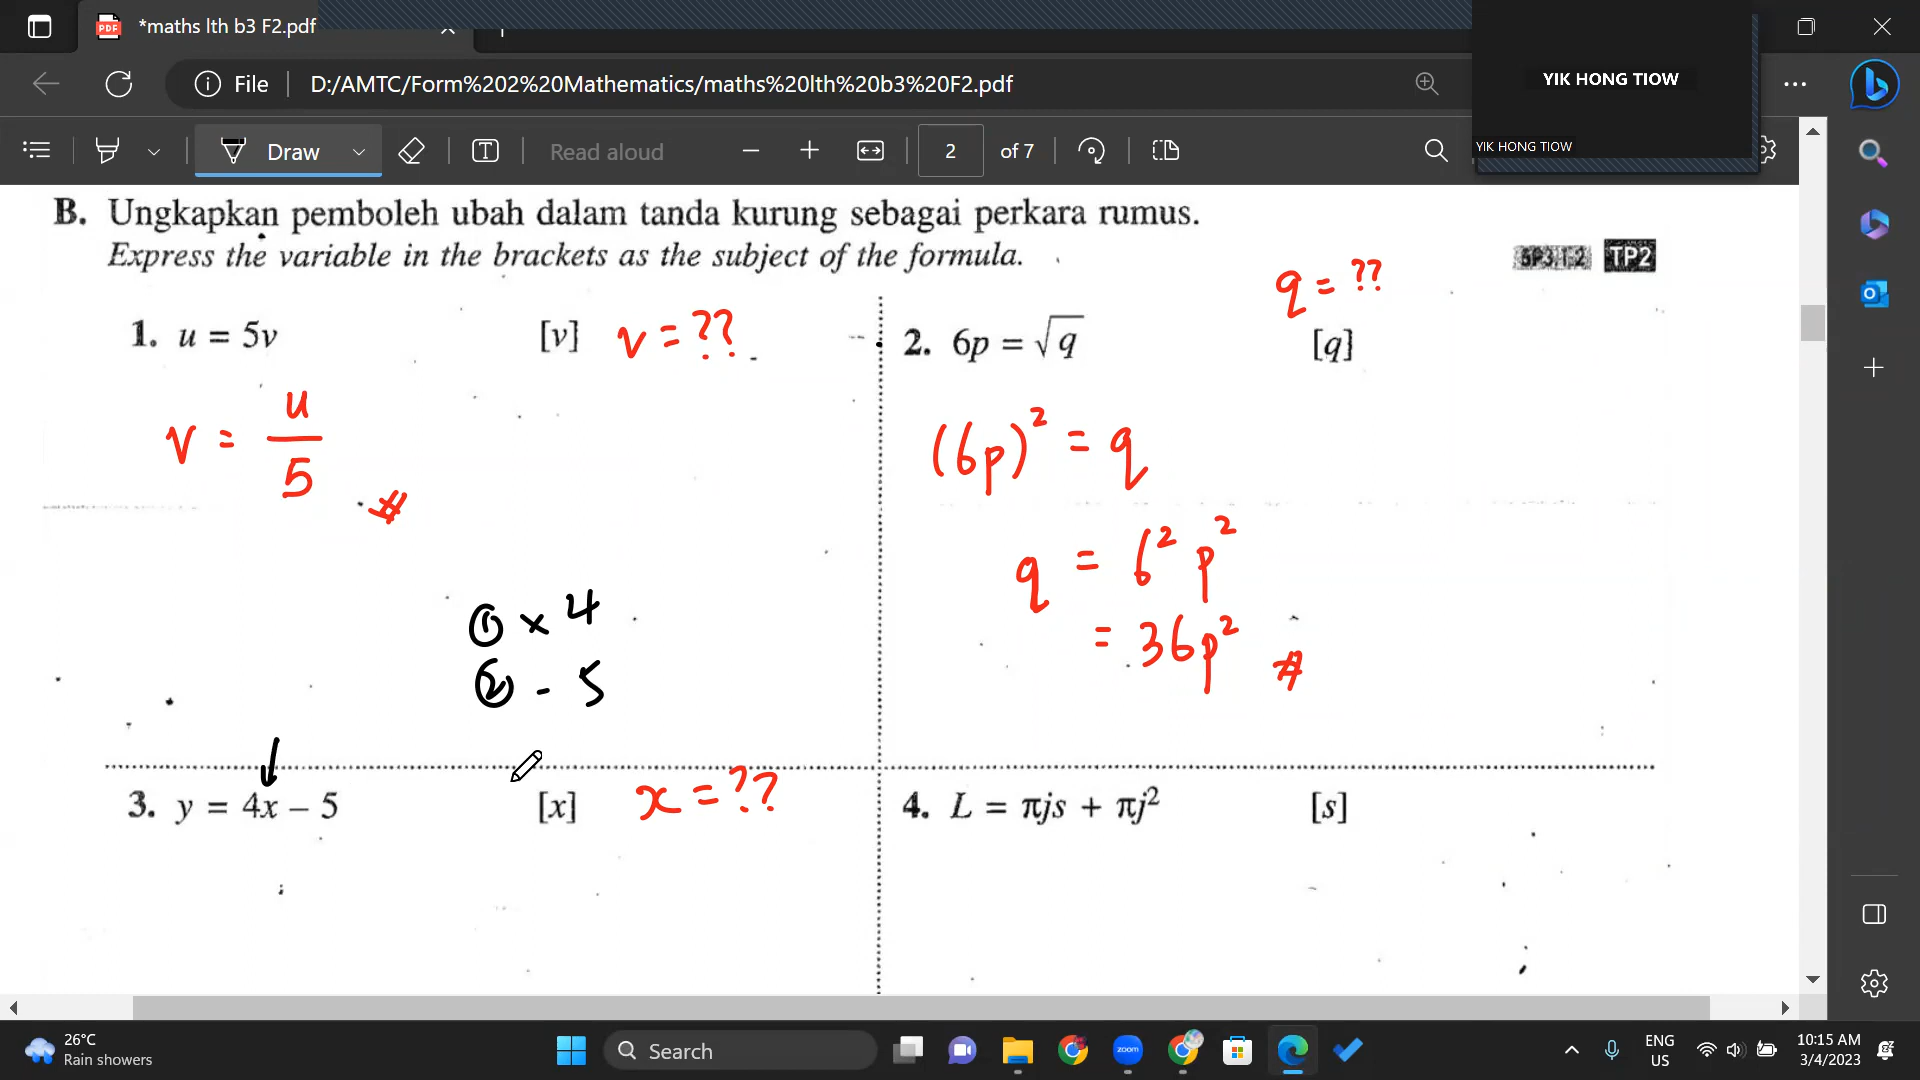 *maths lth b3 F2.pdf
File
D:/AMTC/Form%202%20Mathematics/maths%20lth%20b3%20F2.pdf
YIK HONG TIOW
YIK HONG TIOW
Draw
Read aloud
2
of 7
B. Ungkapkan pemboleh ubah dalam tanda kurung sebagai perkara rumus.
Express the variable in the brackets as the subject of the formula.
SP3.1.2 TP2
1. u = 5v [v] v = ??
v = u/5 #
2. 6p = √q [q]
q = ??
(6p)² = q
q = 6² p²
= 36p² #
① × 4
② - 5
3. y = 4x – 5 [x] x = ??
4. L = πjs + πj² [s]
26°C
Rain showers
Search
zoom
ENG
US
10:15 AM
3/4/2023